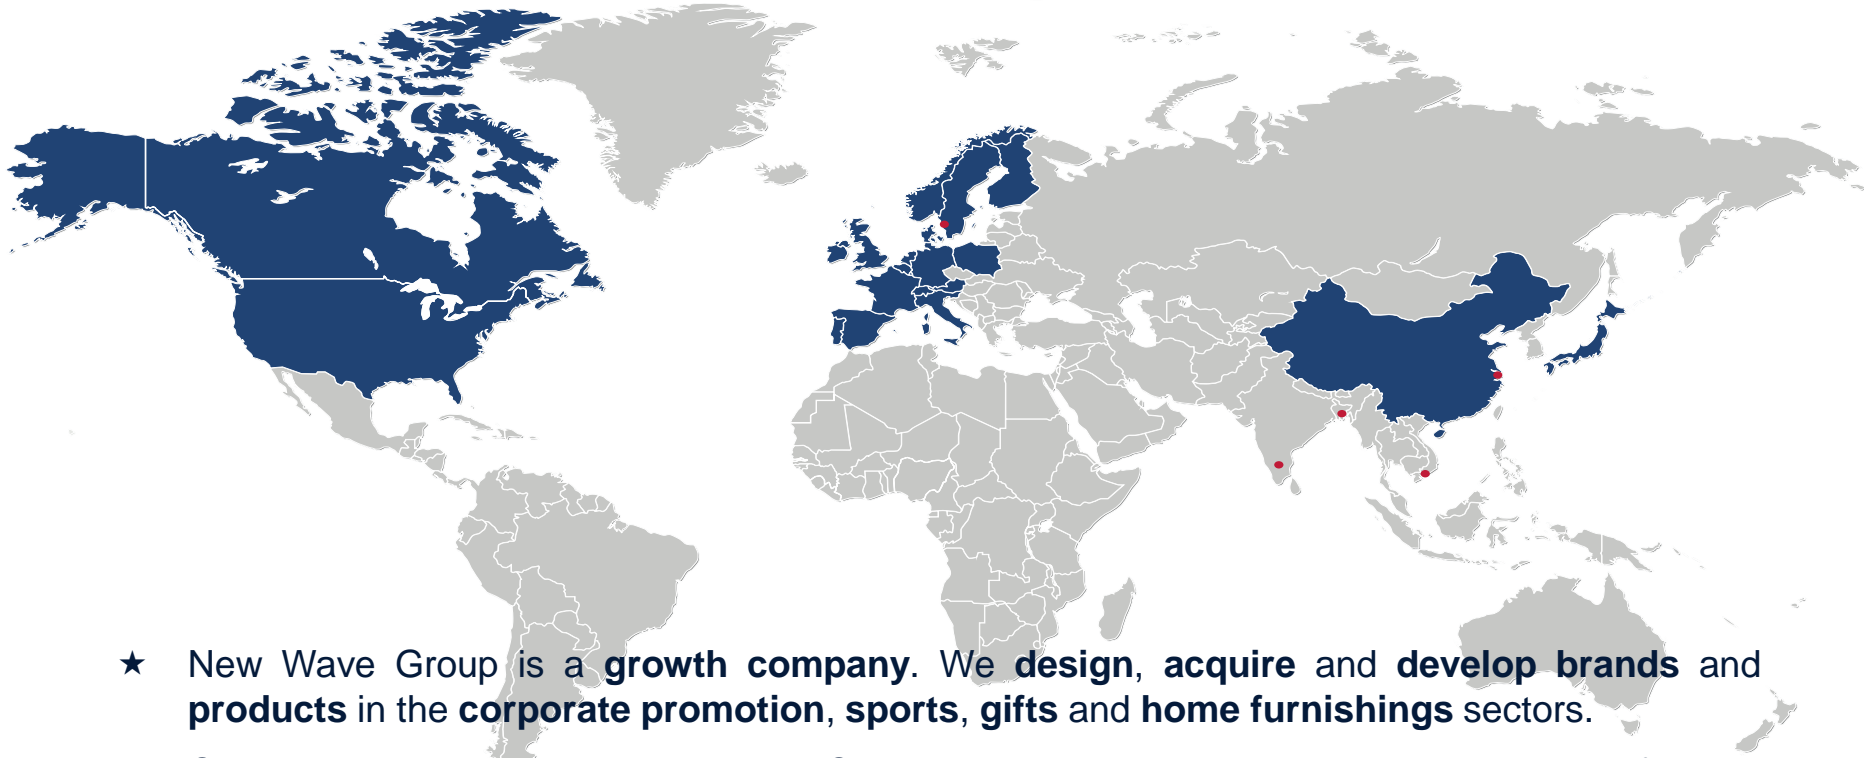 ★ New Wave Group is a growth company. We design, acquire and develop brands and
products in the corporate promotion, sports, gifts and home furnishings sectors.